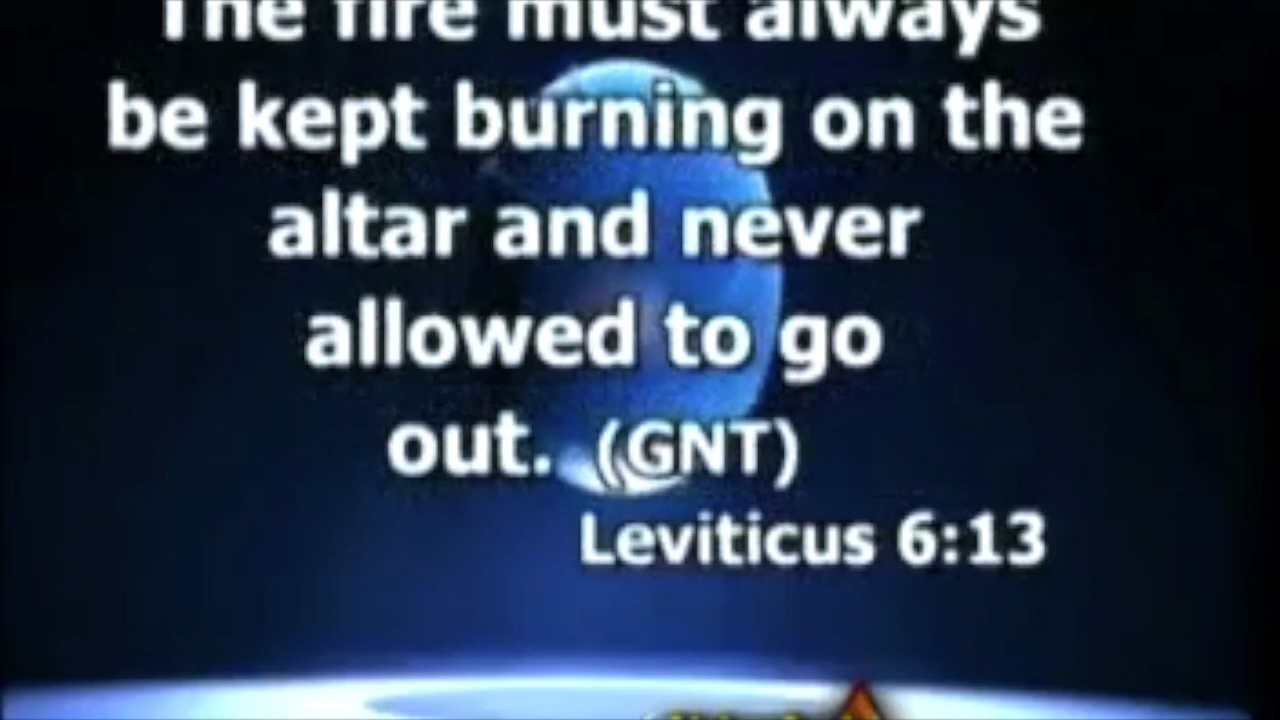 The fire must always
be kept burning on the
altar and never
allowed to go
out. (GNT)
Leviticus 6:13